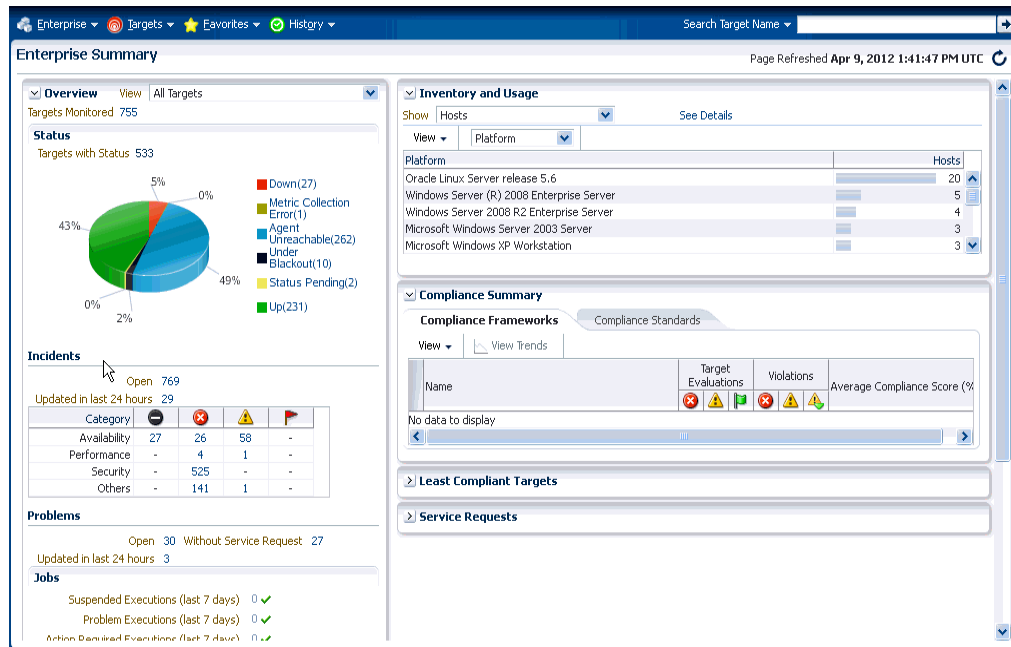 Enterprise Targets Favorites History Search Target Name
Enterprise Summary
Page Refreshed Apr 9, 2012 1:41:47 PM UTC
Overview View All Targets
Targets Monitored 755
Status
Targets with Status 533
5%
0%
43%
49%
0%
2%
Down(27)
Metric Collection
Error(1)
Agent
Unreachable(262)
Under
Blackout(10)
Status Pending(2)
Up(231)
Incidents
Open 769
Updated in last 24 hours 29
Category
Availability 27 26 58 -
Performance - 4 1 -
Security - 525 - -
Others - 141 1 -
Problems
Open 30 Without Service Request 27
Updated in last 24 hours 3
Jobs
Suspended Executions (last 7 days) 0
Problem Executions (last 7 days) 0
Action Required Executions (last 7 days) 0
Inventory and Usage
Show Hosts See Details
View Platform
Platform Hosts
Oracle Linux Server release 5.6 20
Windows Server (R) 2008 Enterprise Server 5
Windows Server 2008 R2 Enterprise Server 4
Microsoft Windows Server 2003 Server 3
Microsoft Windows XP Workstation 3
Compliance Summary
Compliance Frameworks Compliance Standards
View View Trends
Name
Target
Evaluations
Violations
Average Compliance Score (%
No data to display
Least Compliant Targets
Service Requests